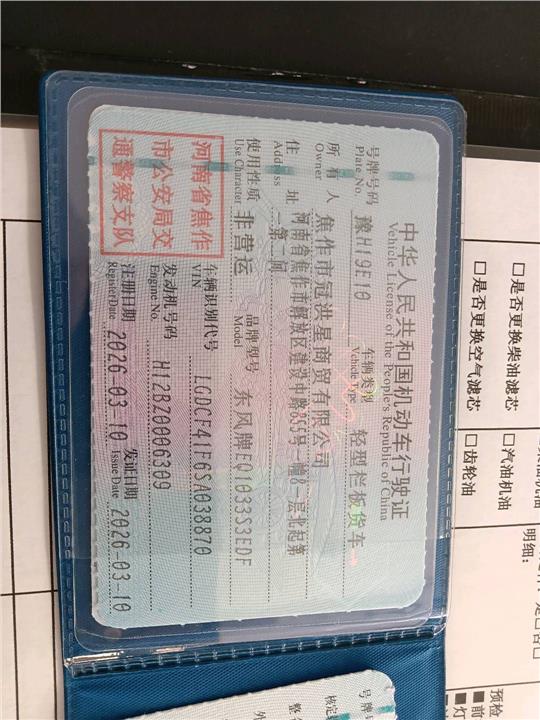 中华人民共和国机动车行驶证
Vehicle License of the People's Republic of China
号牌号码 豫H19E10 车辆类型 轻型栏板货车
Plate No. Vehicle Type
所有人 焦作市冠洪星商贸有限公司
Owner
住址 河南省焦作市解放区建设中路355号一幢8-层北起第
Address 二第二间
使用性质 非营运 品牌型号 东风牌EQ1033S3EDF
Use Character Model
河南省焦作
市公安局交
通警察支队
车辆识别代号 LGDCF41F6SA038870
VIN
发动机号码 H12BZ0006309
Engine No.
注册日期 2026-03-10 发证日期 2026-03-10
Register Date Issue Date
□是否更换柴油滤芯
□是否更换空气滤芯
□汽油机油
□齿轮油
明细:
预检